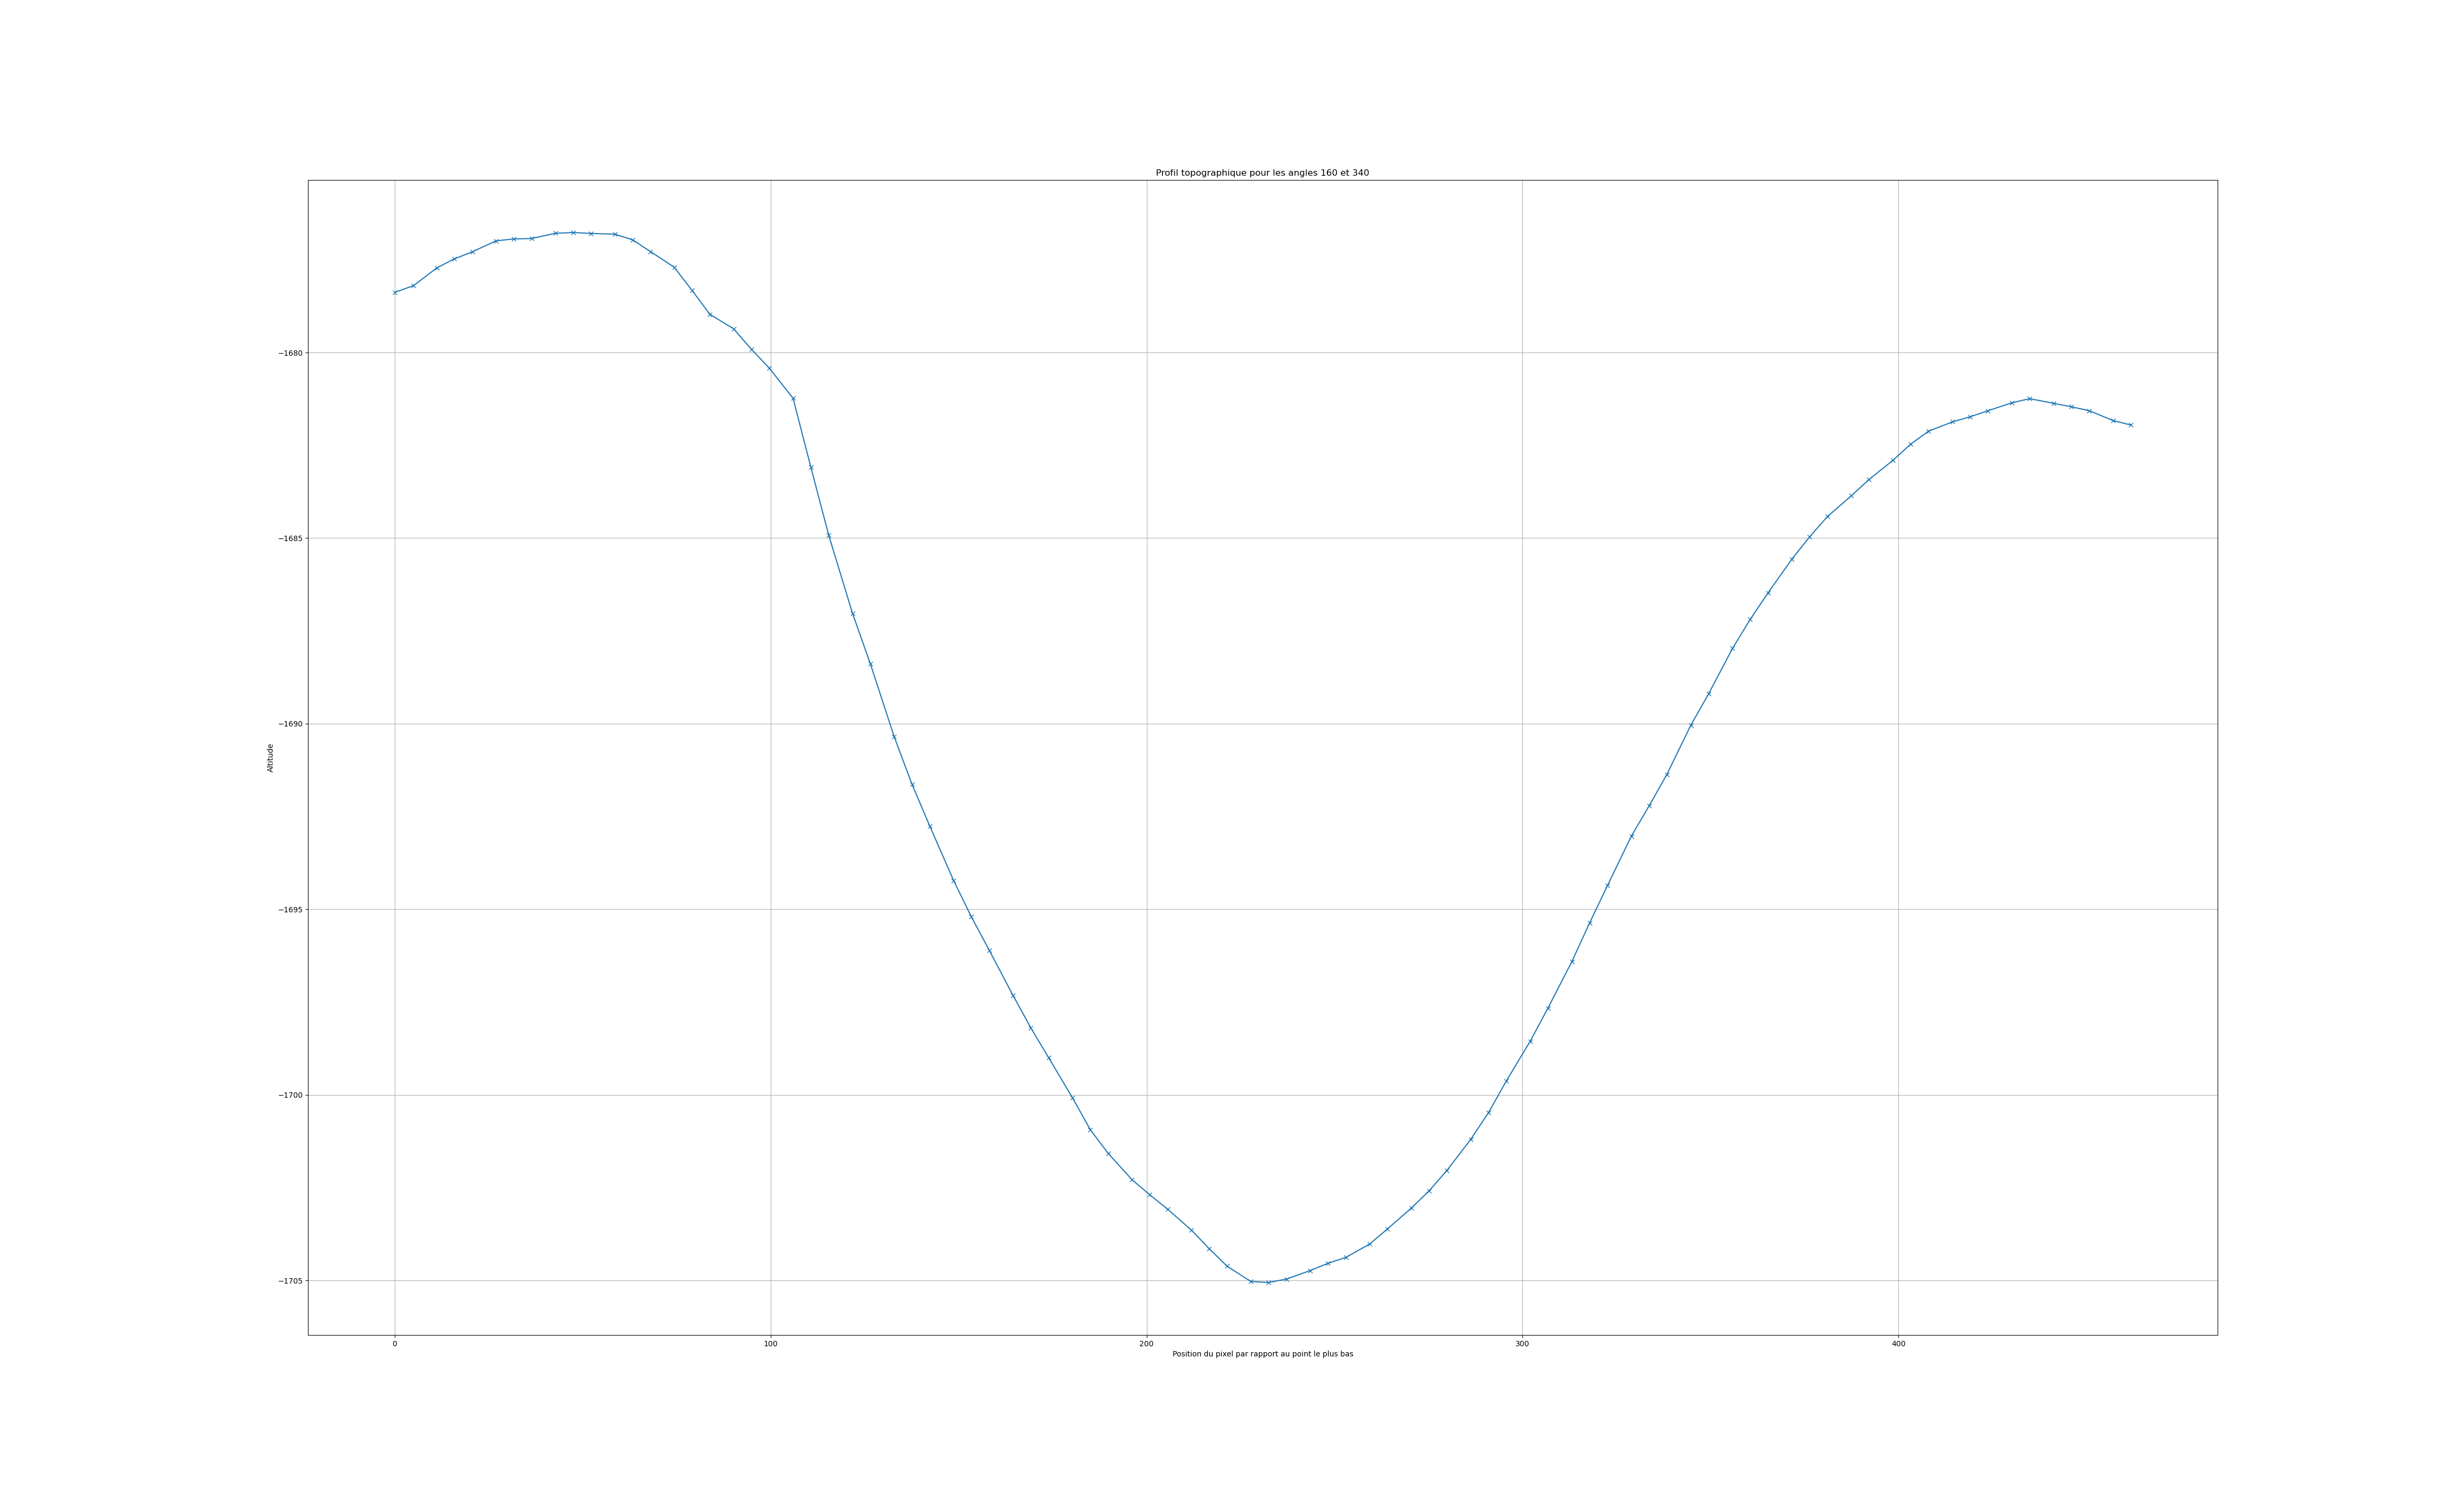 Profil topographique pour les angles 160 et 340
−1680
−1685
−1690
Altitude
−1695
−1700
−1705
0 100 200 300 400
Position du pixel par rapport au point le plus bas